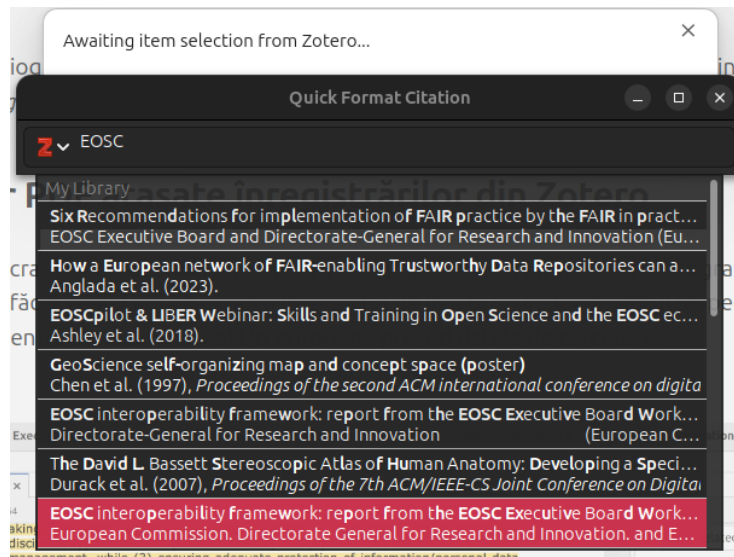 Awaiting item selection from Zotero...
Quick Format Citation
EOSC
My Library
Six Recommendations for implementation of FAIR practice by the FAIR in pract...
EOSC Executive Board and Directorate-General for Research and Innovation (Eu...
How a European network of FAIR-enabling Trustworthy Data Repositories can a...
Anglada et al. (2023).
EOSCpilot & LIBER Webinar: Skills and Training in Open Science and the EOSC ec...
Ashley et al. (2018).
GeoScience self-organizing map and concept space (poster)
Chen et al. (1997), Proceedings of the second ACM international conference on digita
EOSC interoperability framework: report from the EOSC Executive Board Work...
Directorate-General for Research and Innovation (European C...
The David L. Bassett Stereoscopic Atlas of Human Anatomy: Developing a Speci...
Durack et al. (2007), Proceedings of the 7th ACM/IEEE-CS Joint Conference on Digital
EOSC interoperability framework: report from the EOSC Executive Board Work...
European Commission. Directorate General for Research and Innovation. and E...